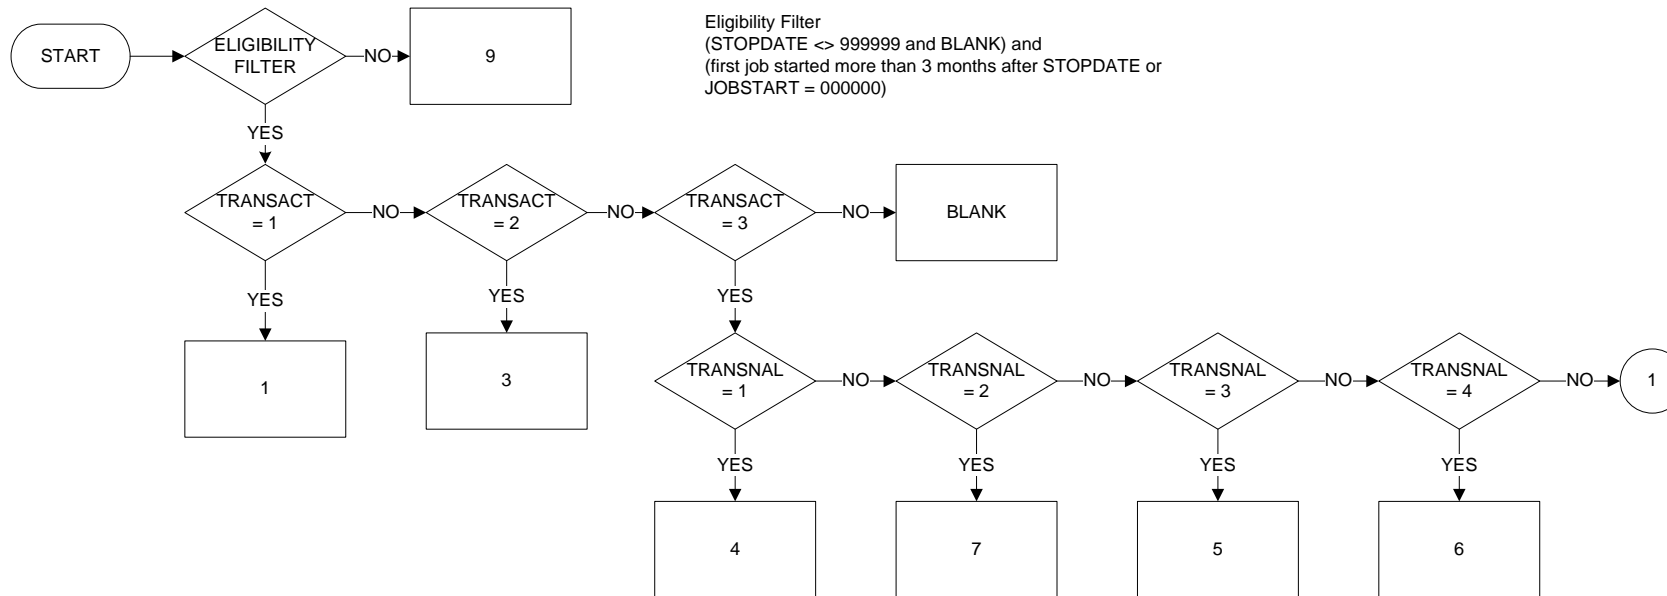 START
ELIGIBILITY
FILTER
NO
9
Eligibility Filter
(STOPDATE <> 999999 and BLANK) and
(first job started more than 3 months after STOPDATE or
JOBSTART = 000000)
YES
TRANSACT
= 1
NO
TRANSACT
= 2
NO
TRANSACT
= 3
NO
BLANK
YES
YES
YES
1
3
TRANSNAL
= 1
NO
TRANSNAL
= 2
NO
TRANSNAL
= 3
NO
TRANSNAL
= 4
NO
1
YES
YES
YES
YES
4
7
5
6